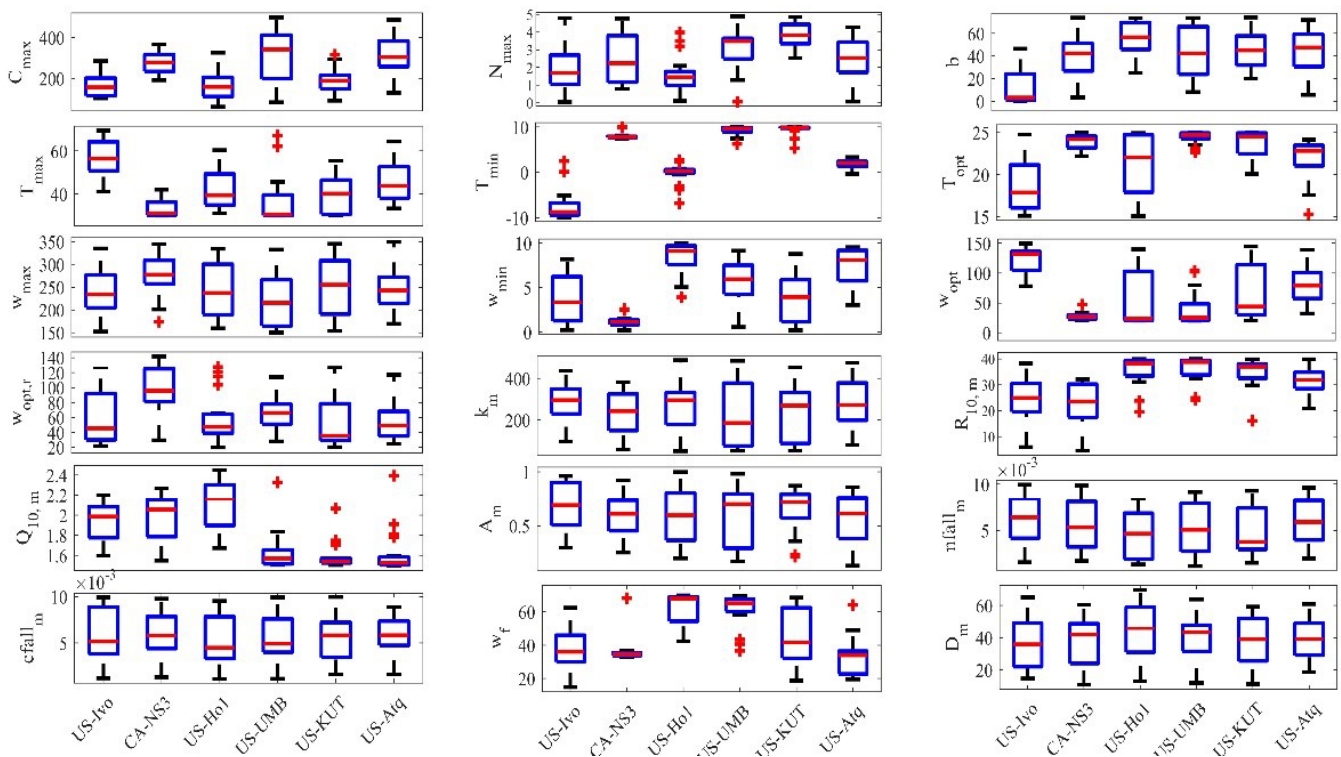 C_max
400
200
N_max
5
4
3
2
1
0
b
60
40
20
0
T_max
60
40
T_min
10
0
-10
T_opt
25
20
15
w_max
350
300
250
200
150
w_min
10
5
0
w_opt
150
100
50
0
w_opt,r
140
120
100
80
60
40
20
k_m
400
200
R_10, m
40
30
20
10
Q_10, m
2.4
2.2
2
1.8
1.6
A_m
1
0.5
nfall_m
×10^-3
10
5
cfall_m
×10^-3
10
5
w_f
60
40
20
D_m
60
40
20
US-Ivo
CA-NS3
US-Ho1
US-UMB
US-KUT
US-Atq
US-Ivo
CA-NS3
US-Ho1
US-UMB
US-KUT
US-Atq
US-Ivo
CA-NS3
US-Ho1
US-UMB
US-KUT
US-Atq